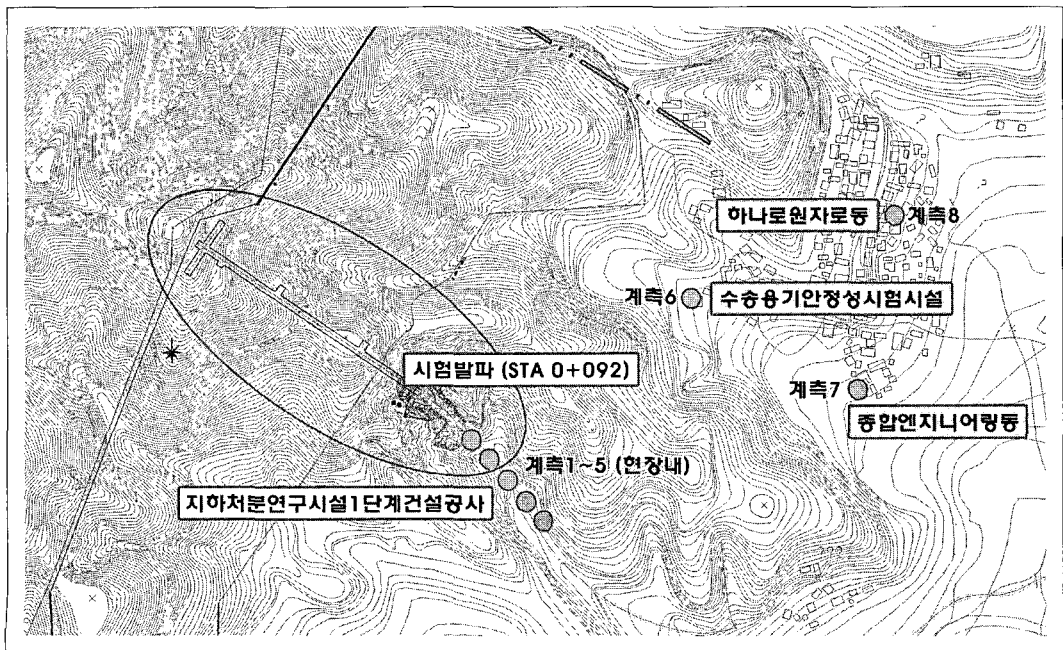 하나로원자로동
계측8
계측6
수송용기안정성시험시설
시험발파 (STA 0+092)
계측7
종합엔지니어링동
계측1~5 (현장내)
지하처분연구시설1단계건설공사